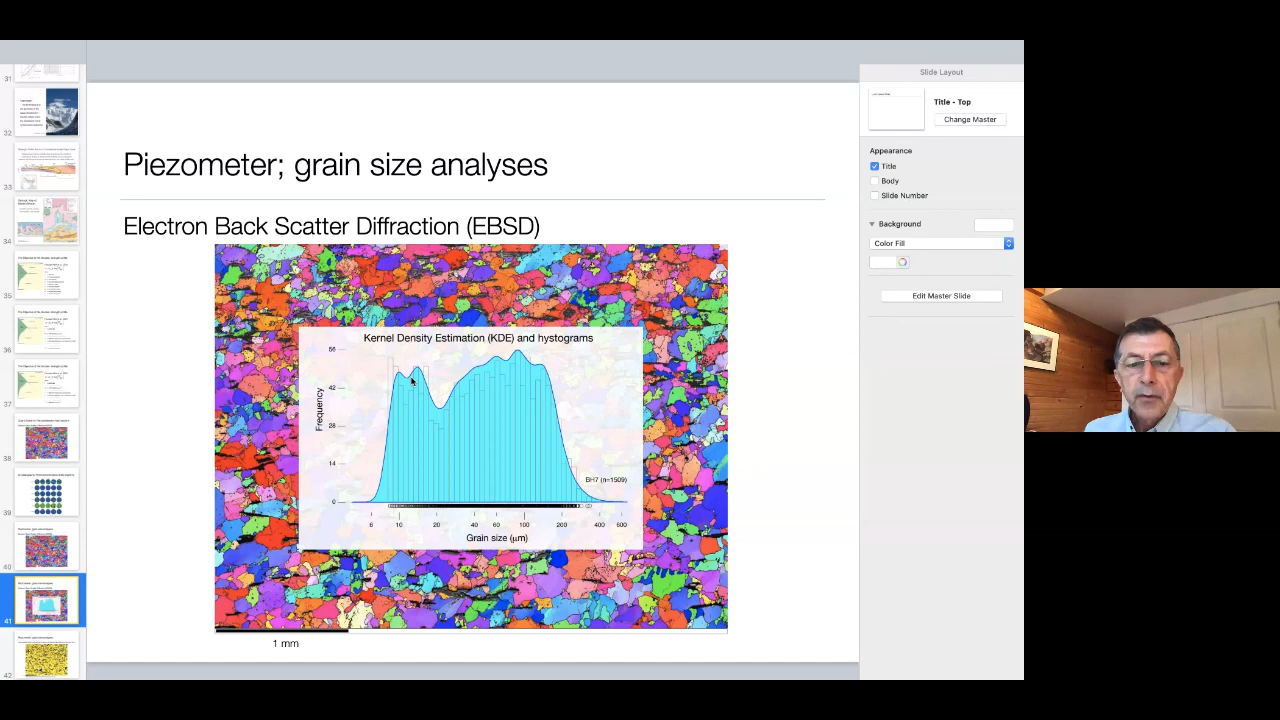 Slide Layout
Title - Top
Change Master
Appearance
Title
Body
Slide Number
Background
Color Fill
Edit Master Slide
31
32
33
34
35
36
37
38
39
40
41
42
Piezometer; grain size analyses
Electron Back Scatter Diffraction (EBSD)
Kernel Density Estimation (KDE) and hystograms
56
28
14
0
Frequency
BH7 (n=1509)
6 10 20 60 100 200 400 600
Grain size (µm)
1 mm